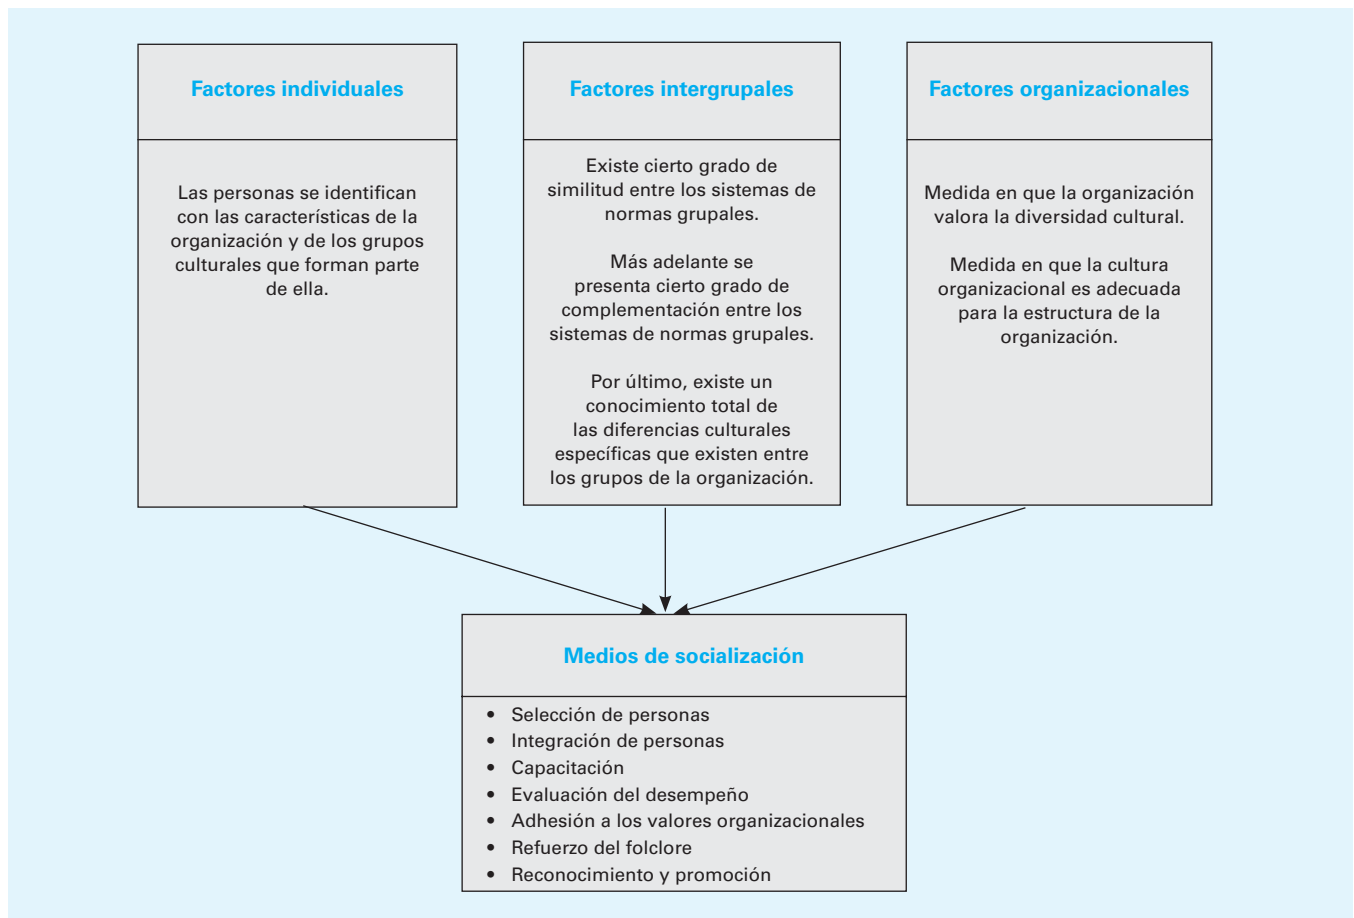 Factores individuales
Las personas se identifican
con las características de la
organización y de los grupos
culturales que forman parte
de ella.
Factores intergrupales
Existe cierto grado de
similitud entre los sistemas de
normas grupales.
Más adelante se
presenta cierto grado de
complementación entre los
sistemas de normas grupales.
Por último, existe un
conocimiento total de
las diferencias culturales
específicas que existen entre
los grupos de la organización.
Factores organizacionales
Medida en que la organización
valora la diversidad cultural.
Medida en que la cultura
organizacional es adecuada
para la estructura de la
organización.
Medios de socialización
• Selección de personas
• Integración de personas
• Capacitación
• Evaluación del desempeño
• Adhesión a los valores organizacionales
• Refuerzo del folclore
• Reconocimiento y promoción